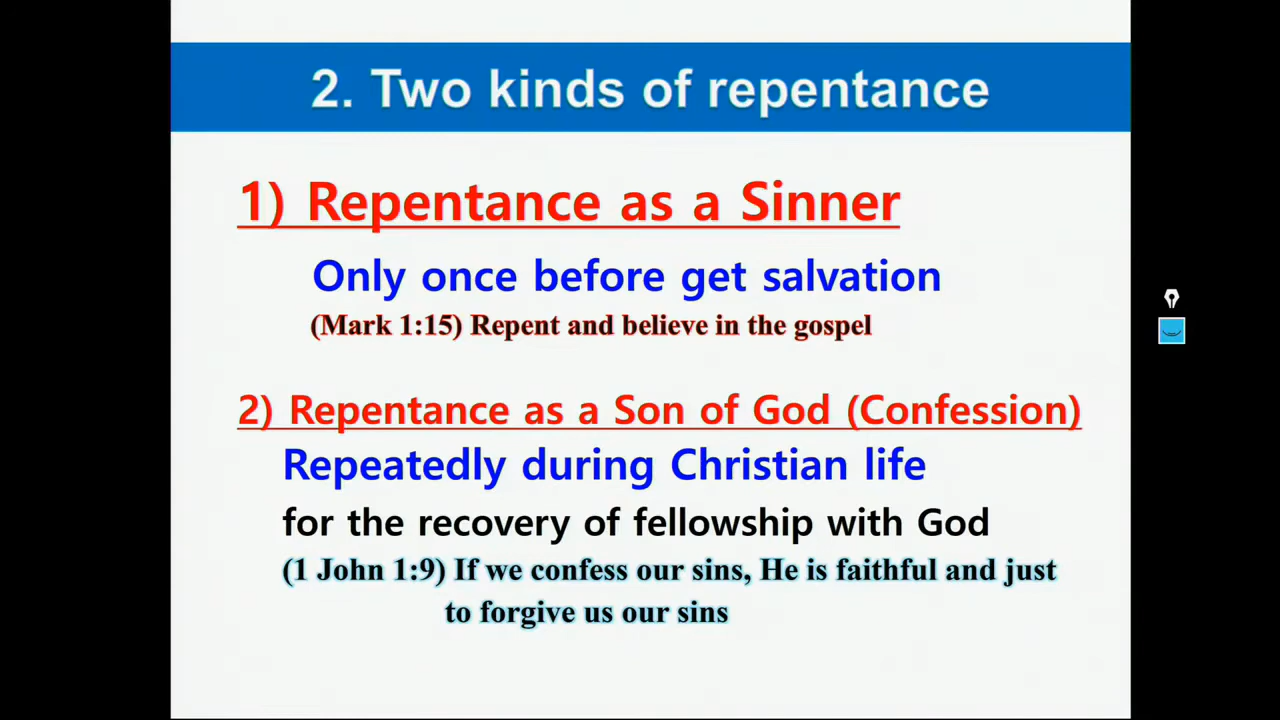 2. Two kinds of repentance
1) Repentance as a Sinner
Only once before get salvation
(Mark 1:15) Repent and believe in the gospel
2) Repentance as a Son of God (Confession)
Repeatedly during Christian life
for the recovery of fellowship with God
(1 John 1:9) If we confess our sins, He is faithful and just
to forgive us our sins